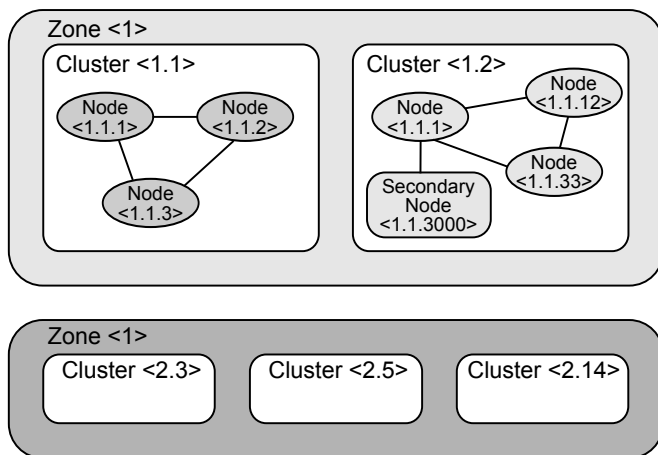 Zone <1>
Cluster <1.1>
Node
<1.1.1>
Node
<1.1.2>
Node
<1.1.3>
Cluster <1.2>
Node
<1.1.1>
Node
<1.1.12>
Node
<1.1.33>
Secondary
Node
<1.1.3000>
Zone <1>
Cluster <2.3>
Cluster <2.5>
Cluster <2.14>